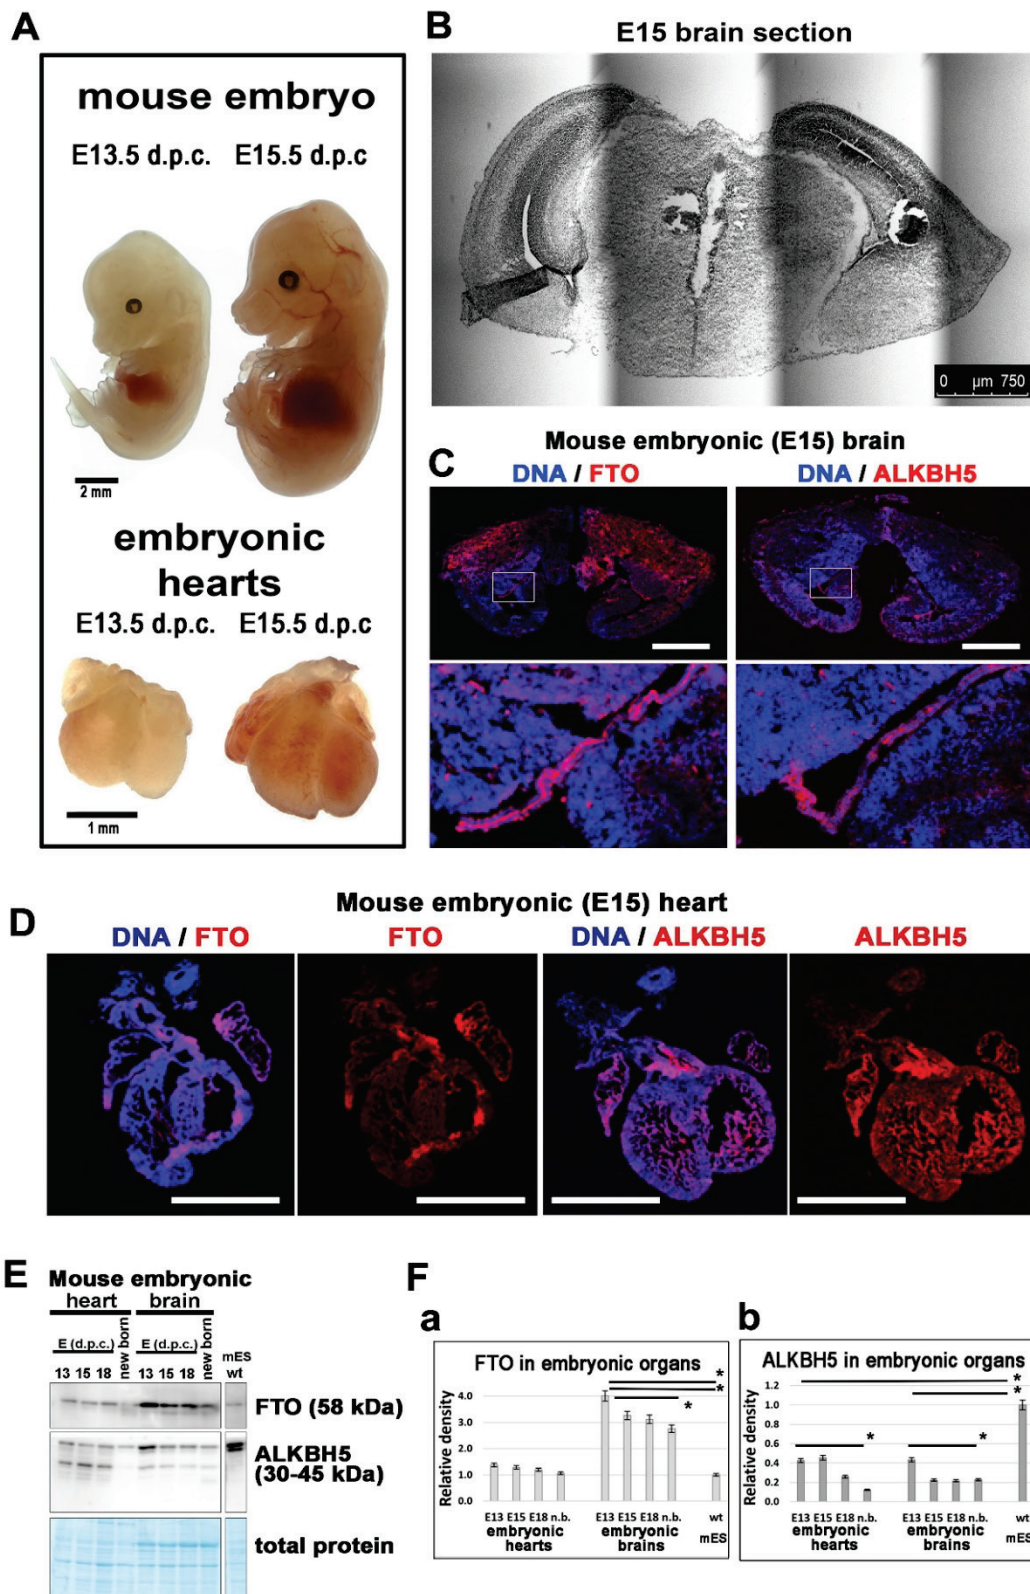 A
mouse embryo
E13.5 d.p.c. E15.5 d.p.c
2 mm
embryonic
hearts
E13.5 d.p.c. E15.5 d.p.c
1 mm
B
E15 brain section
0 µm 750
C
Mouse embryonic (E15) brain
DNA / FTO
DNA / ALKBH5
D
Mouse embryonic (E15) heart
DNA / FTO
FTO
DNA / ALKBH5
ALKBH5
E
Mouse embryonic
heart brain
E (d.p.c.) new born E (d.p.c.) new born
mES
13 15 18 13 15 18 wt
FTO (58 kDa)
ALKBH5
(30-45 kDa)
total protein
F
a
FTO in embryonic organs
*
*
*
Relative density
4.0
3.0
2.0
1.0
0.0
E13 E15 E18 n.b. E13 E15 E18 n.b. wt
embryonic embryonic
hearts brains mES
b
ALKBH5 in embryonic organs
*
*
* *
Relative density
1.2
1.0
0.8
0.6
0.4
0.2
0.0
E13 E15 E18 n.b. E13 E15 E18 n.b. wt
embryonic embryonic
hearts brains mES